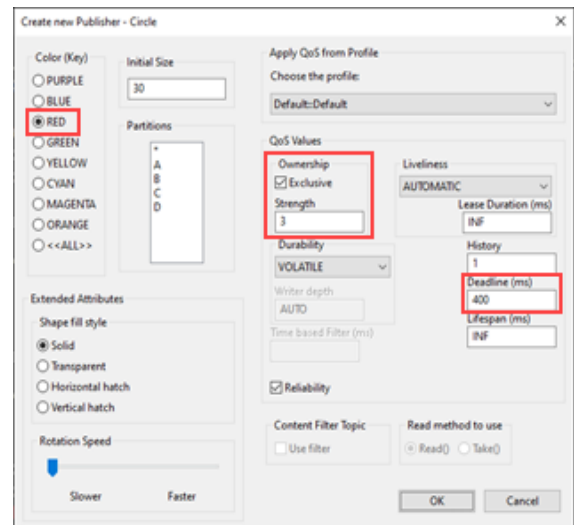 Create new Publisher - Circle
Color (Key)
PURPLE
BLUE
RED
GREEN
YELLOW
CYAN
MAGENTA
ORANGE
<<ALL>>
Initial Size
30
Partitions
*
A
B
C
D
Extended Attributes
Shape fill style
Solid
Transparent
Horizontal hatch
Vertical hatch
Rotation Speed
Slower Faster
Apply QoS from Profile
Choose the profile:
Default::Default
QoS Values
Ownership
Exclusive
Strength
3
Durability
VOLATILE
Writer depth
AUTO
Time based Filter (ms)
Reliability
Liveliness
AUTOMATIC
Lease Duration (ms)
INF
History
1
Deadline (ms)
400
Lifespan (ms)
INF
Content Filter Topic
Use filter
Read method to use
Read() Take()
OK Cancel